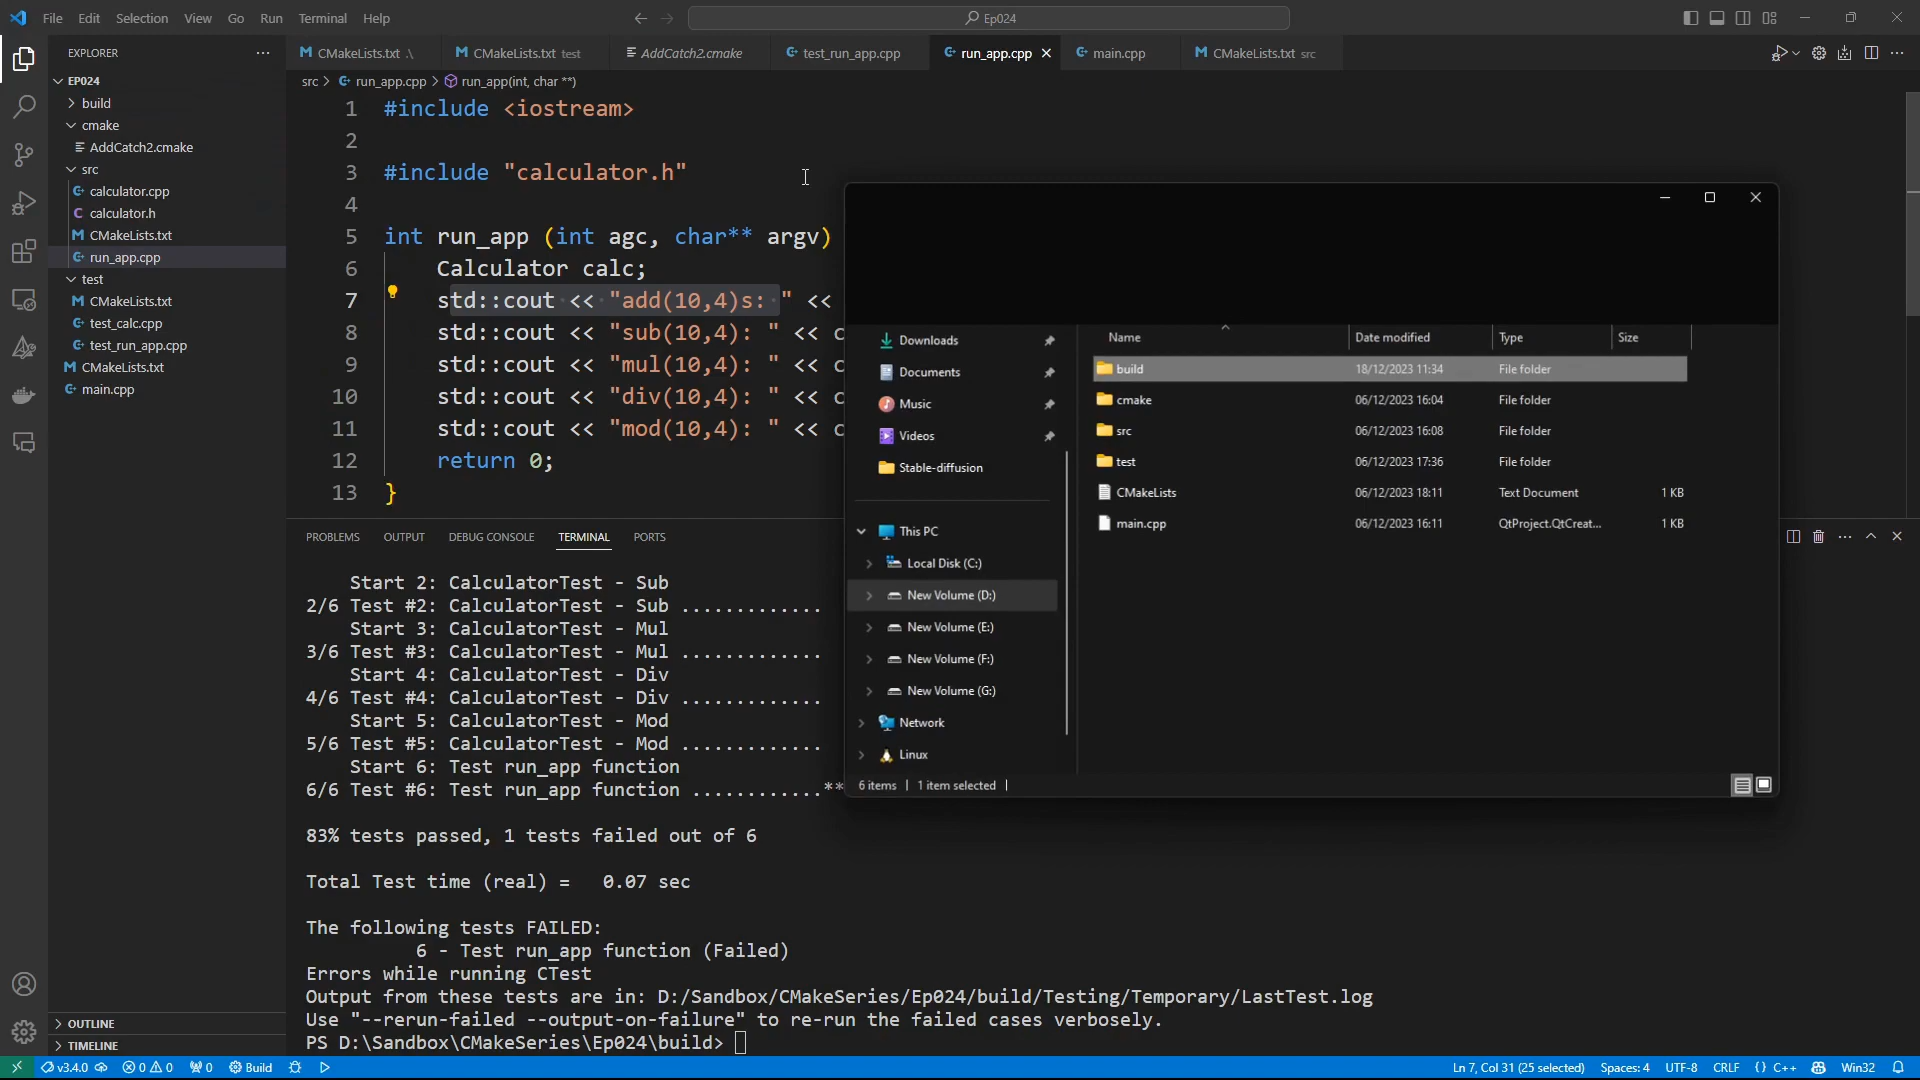 File Edit Selection View Go Run Terminal Help
Ep024
EXPLORER
CMakeLists.txt .\
CMakeLists.txt test
AddCatch2.cmake
test_run_app.cpp
run_app.cpp
main.cpp
CMakeLists.txt src
EP024
build
cmake
AddCatch2.cmake
src
calculator.cpp
calculator.h
CMakeLists.txt
run_app.cpp
test
CMakeLists.txt
test_calc.cpp
test_run_app.cpp
CMakeLists.txt
main.cpp
OUTLINE
TIMELINE
src > run_app.cpp > run_app(int, char **)
1 #include <iostream>
2
3 #include "calculator.h"
4
5 int run_app (int agc, char** argv)
6 Calculator calc;
7 std::cout << "add(10,4)s: " <<
8 std::cout << "sub(10,4): " << c
9 std::cout << "mul(10,4): " << c
10 std::cout << "div(10,4): " << c
11 std::cout << "mod(10,4): " << c
12 return 0;
13 }
Downloads
Documents
Music
Videos
Stable-diffusion
This PC
Local Disk (C:)
New Volume (D:)
New Volume (E:)
New Volume (F:)
New Volume (G:)
Network
Linux
Name Date modified Type Size
build 18/12/2023 11:34 File folder
cmake 06/12/2023 16:04 File folder
src 06/12/2023 16:08 File folder
test 06/12/2023 17:36 File folder
CMakeLists 06/12/2023 18:11 Text Document 1 KB
main.cpp 06/12/2023 16:11 QtProject.QtCreat... 1 KB
6 items | 1 item selected |
PROBLEMS OUTPUT DEBUG CONSOLE TERMINAL PORTS
Start 2: CalculatorTest - Sub
2/6 Test #2: CalculatorTest - Sub .............
Start 3: CalculatorTest - Mul
3/6 Test #3: CalculatorTest - Mul .............
Start 4: CalculatorTest - Div
4/6 Test #4: CalculatorTest - Div .............
Start 5: CalculatorTest - Mod
5/6 Test #5: CalculatorTest - Mod .............
Start 6: Test run_app function
6/6 Test #6: Test run_app function ............**
83% tests passed, 1 tests failed out of 6
Total Test time (real) = 0.07 sec
The following tests FAILED:
6 - Test run_app function (Failed)
Errors while running CTest
Output from these tests are in: D:/Sandbox/CMakeSeries/Ep024/build/Testing/Temporary/LastTest.log
Use "--rerun-failed --output-on-failure" to re-run the failed cases verbosely.
PS D:\Sandbox\CMakeSeries\Ep024\build>
v3.4.0 0 0 0 Build
Ln 7, Col 31 (25 selected) Spaces: 4 UTF-8 CRLF {} C++ Win32